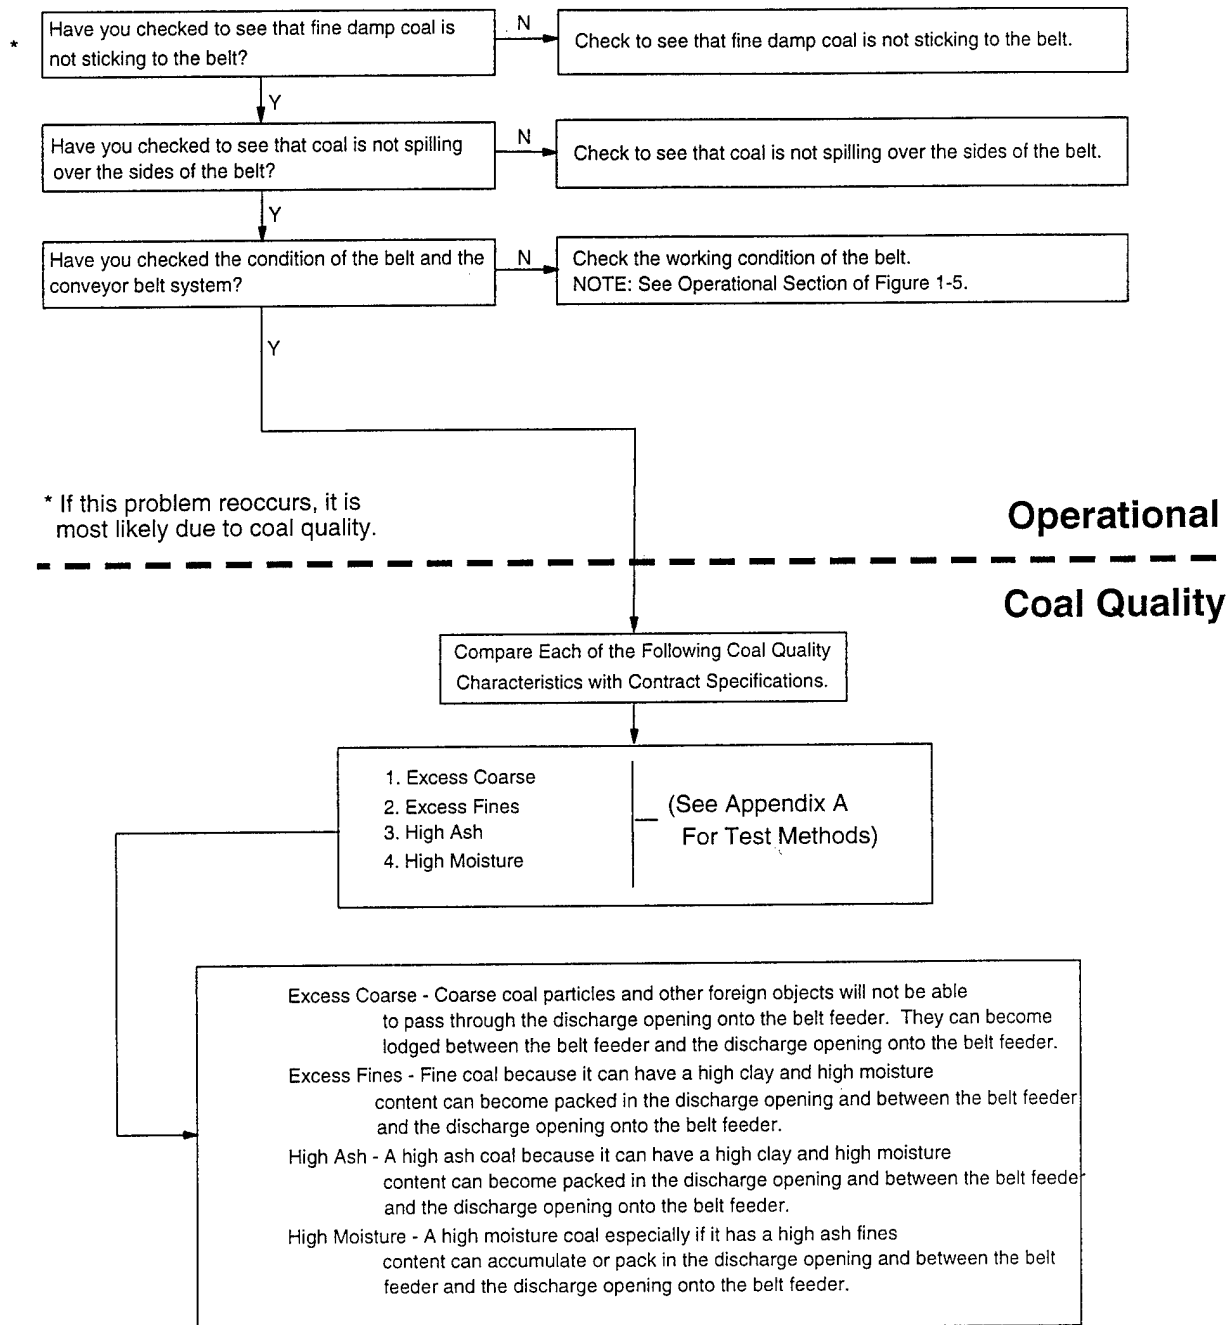 Have you checked to see that fine damp coal is
not sticking to the belt?
*
N
Check to see that fine damp coal is not sticking to the belt.
Y
Have you checked to see that coal is not spilling
over the sides of the belt?
N
Check to see that coal is not spilling over the sides of the belt.
Y
Have you checked the condition of the belt and the
conveyor belt system?
N
Check the working condition of the belt.
NOTE: See Operational Section of Figure 1-5.
Y
* If this problem reoccurs, it is
most likely due to coal quality.
Operational
Coal Quality
Compare Each of the Following Coal Quality
Characteristics with Contract Specifications.
1. Excess Coarse
2. Excess Fines
3. High Ash
4. High Moisture
(See Appendix A
For Test Methods)
Excess Coarse - Coarse coal particles and other foreign objects will not be able
to pass through the discharge opening onto the belt feeder. They can become
lodged between the belt feeder and the discharge opening onto the belt feeder.
Excess Fines - Fine coal because it can have a high clay and high moisture
content can become packed in the discharge opening and between the belt feeder
and the discharge opening onto the belt feeder.
High Ash - A high ash coal because it can have a high clay and high moisture
content can become packed in the discharge opening and between the belt feeder
and the discharge opening onto the belt feeder.
High Moisture - A high moisture coal especially if it has a high ash fines
content can accumulate or pack in the discharge opening and between the belt
feeder and the discharge opening onto the belt feeder.